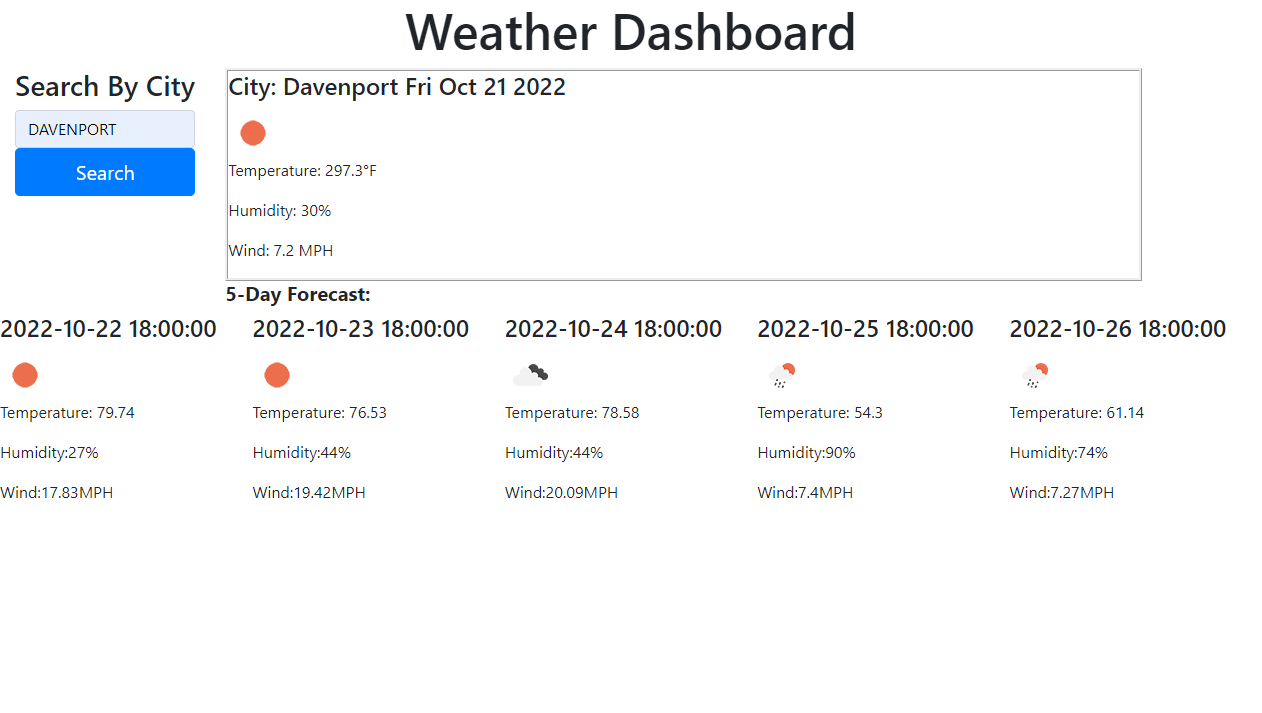 Weather Dashboard
Search By City
DAVENPORT
Search
City: Davenport Fri Oct 21 2022
Temperature: 297.3°F
Humidity: 30%
Wind: 7.2 MPH
5-Day Forecast:
2022-10-22 18:00:00
Temperature: 79.74
Humidity:27%
Wind:17.83MPH
2022-10-23 18:00:00
Temperature: 76.53
Humidity:44%
Wind:19.42MPH
2022-10-24 18:00:00
Temperature: 78.58
Humidity:44%
Wind:20.09MPH
2022-10-25 18:00:00
Temperature: 54.3
Humidity:90%
Wind:7.4MPH
2022-10-26 18:00:00
Temperature: 61.14
Humidity:74%
Wind:7.27MPH